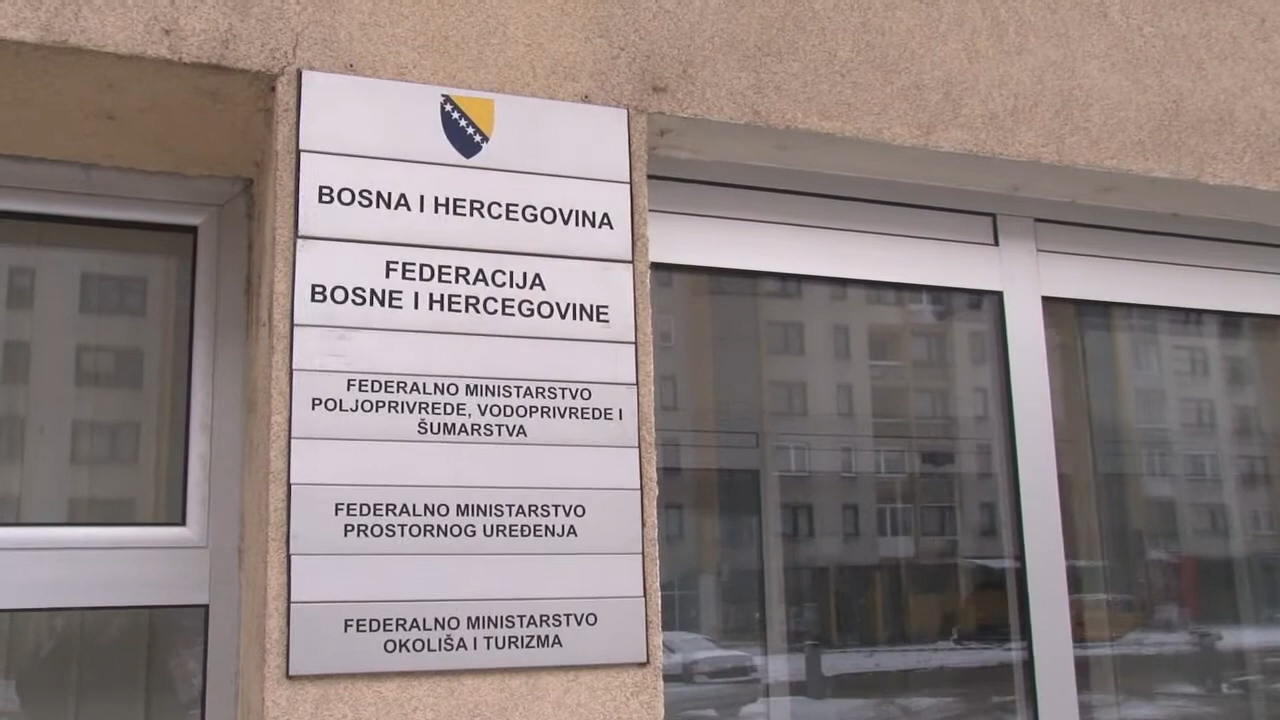 BOSNA I HERCEGOVINA
FEDERACIJA
BOSNE I HERCEGOVINE
FEDERALNO MINISTARSTVO
POLJOPRIVREDE, VODOPRIVREDE I
ŠUMARSTVA
FEDERALNO MINISTARSTVO
PROSTORNOG UREĐENJA
FEDERALNO MINISTARSTVO
OKOLIŠA I TURIZMA